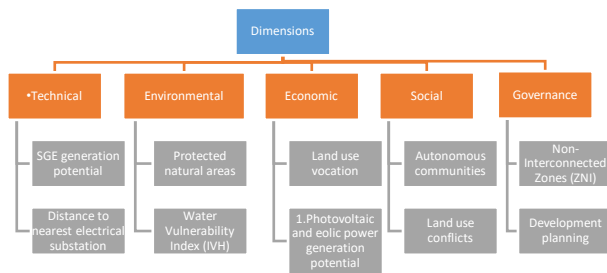 Dimensions
•Technical
Environmental
Economic
Social
Governance
SGE generation
potential
Distance to
nearest electrical
substation
Protected
natural areas
Water
Vulnerability
Index (IVH)
Land use
vocation
1.Photovoltaic
and eolic power
generation
potential
Autonomous
communities
Land use
conflicts
Non-
Interconnected
Zones (ZNI)
Development
planning